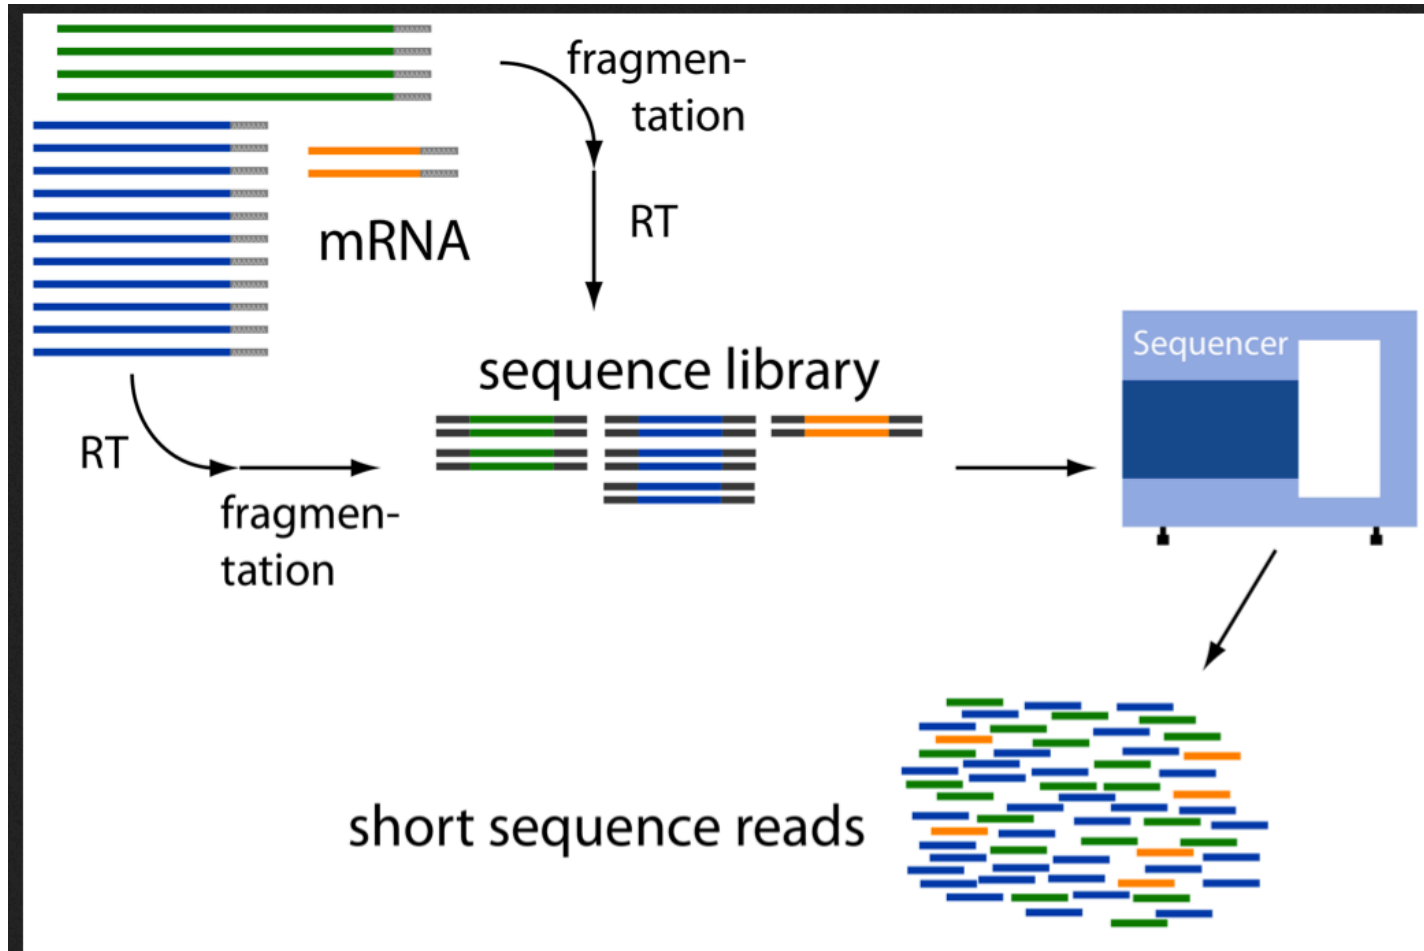 fragmen-
tation
RT
mRNA
sequence library
Sequencer
RT
fragmen-
tation
short sequence reads